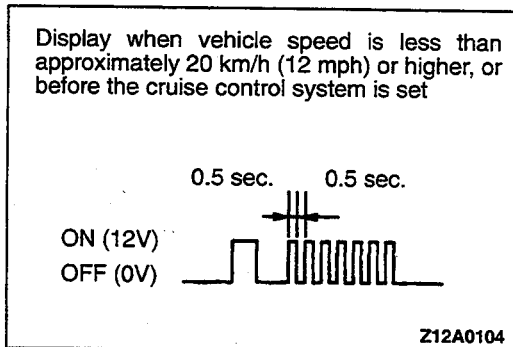 Display when vehicle speed is less than
approximately 20 km/h (12 mph) or higher, or
before the cruise control system is set
0.5 sec. 0.5 sec.
ON (12V)
OFF (0V)
Z12A0104